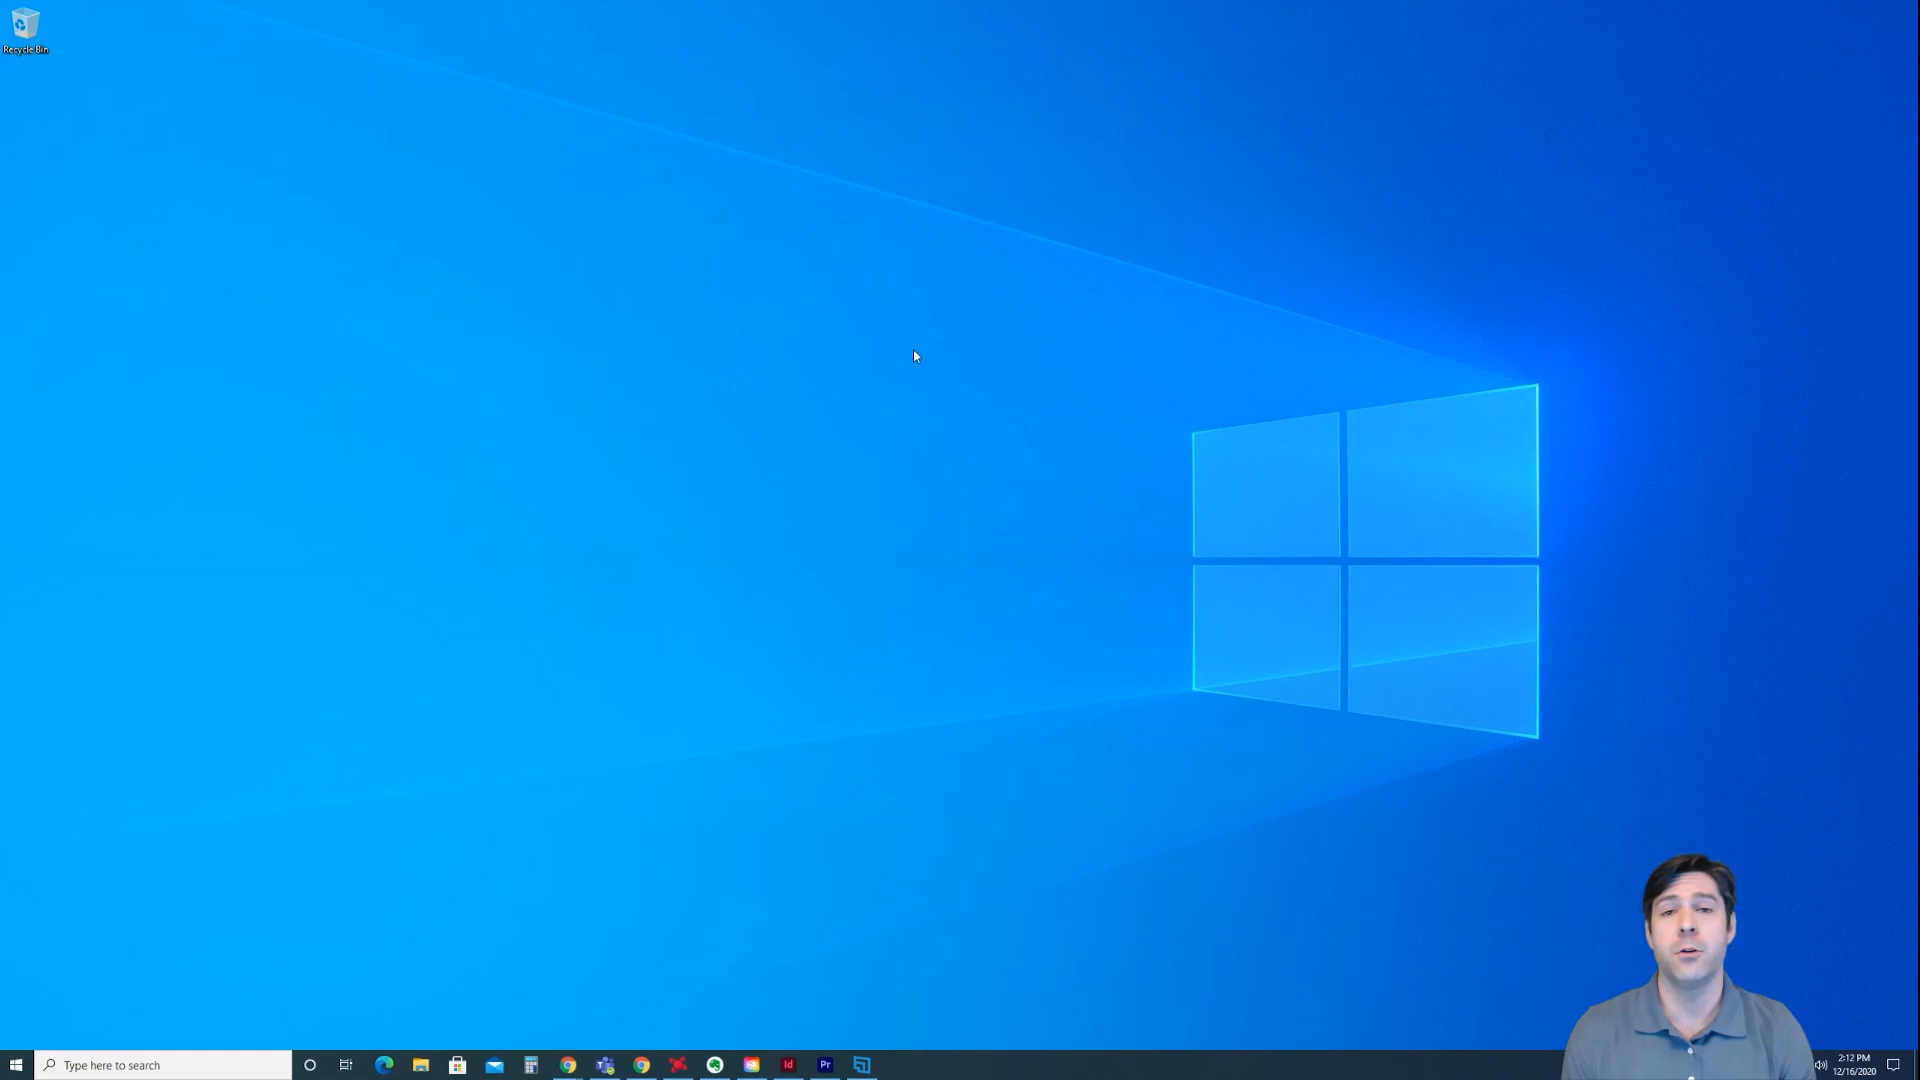 Recycle Bin
Type here to search
Id
Pr
2:12 PM
12/16/2020